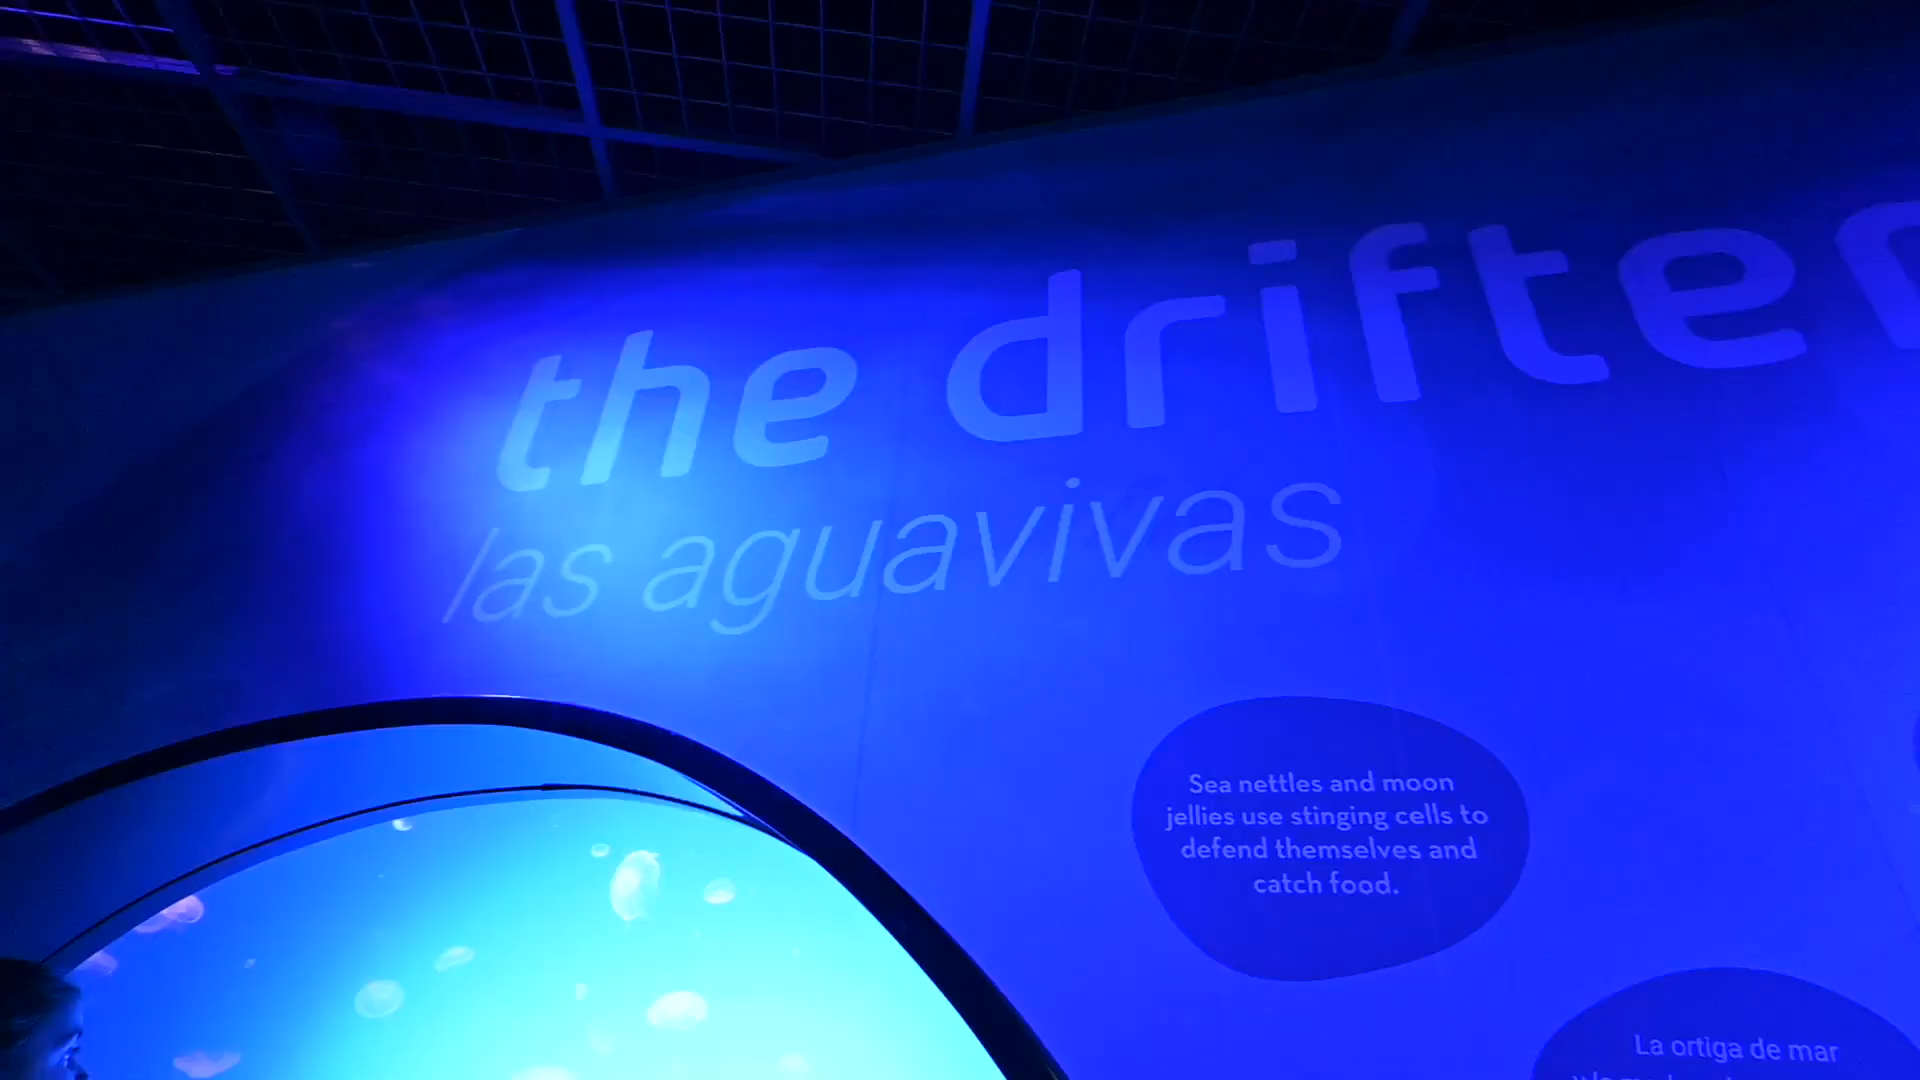 the drifter
las aguavivas
Sea nettles and moon
jellies use stinging cells to
defend themselves and
catch food.
La ortiga de mar